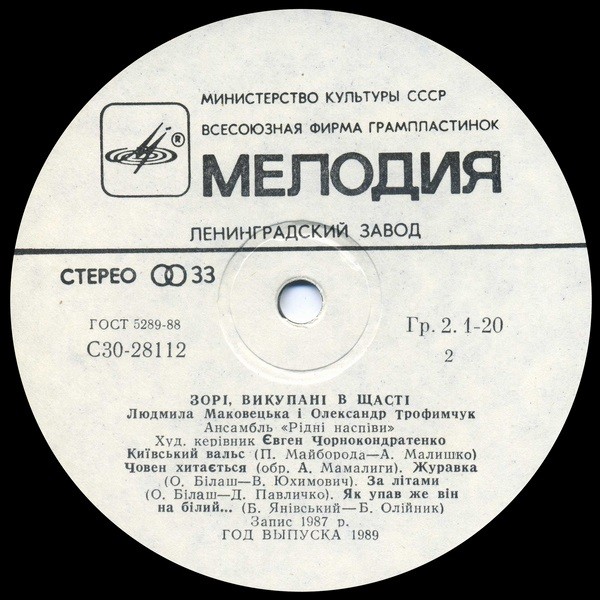 МИНИСТЕРСТВО КУЛЬТУРЫ СССР
ВСЕСОЮЗНАЯ ФИРМА ГРАМПЛАСТИНОК
®
МЕЛОДИЯ
ЛЕНИНГРАДСКИЙ ЗАВОД
СТЕРЕО 33
ГОСТ 5289-88
С30-28112
Гр. 2. 1-20
2
ЗОРІ, ВИКУПАНІ В ЩАСТІ
Людмила Маковецька і Олександр Трофимчук
Ансамбль «Рідні наспіви»
Худ. керівник Євген Чорнокондратенко
Київський вальс (П. Майборода—А. Малишко)
Човен хитається (обр. А. Мамалиги). Журавка
(О. Білаш—В. Юхимович). За літами
(О. Білаш—Д. Павличко). Як упав же він
на білий... (Б. Янівський—Б. Олійник)
Запис 1987 р.
ГОД ВЫПУСКА 1989